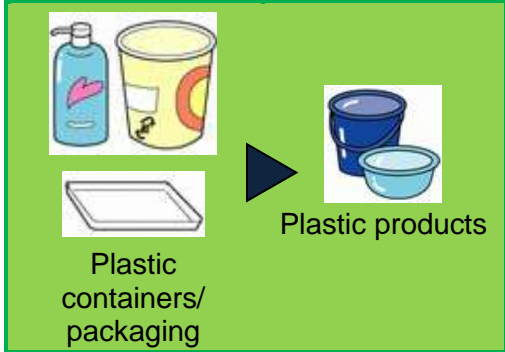 Plastic
containers/
packaging
Plastic products